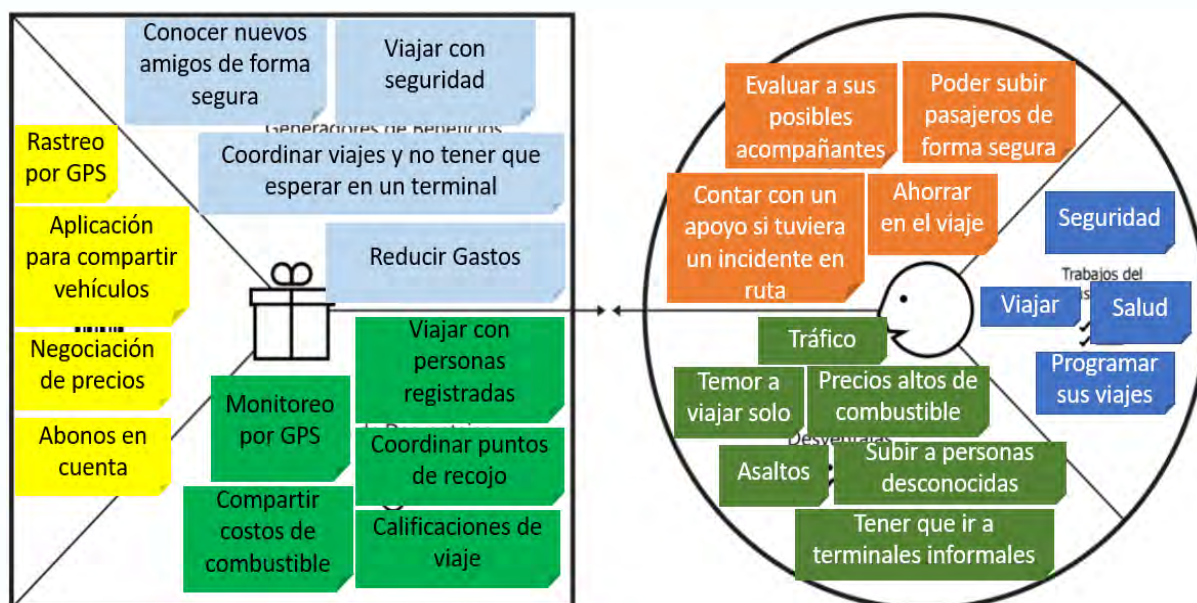 Conocer nuevos
amigos de forma
segura
Viajar con
seguridad
Generadores de Beneficios
Coordinar viajes y no tener que
esperar en un terminal
Reducir Gastos
Rastreo
por GPS
Aplicación
para compartir
vehículos
Negociación
de precios
Abonos en
cuenta
Viajar con
personas
registradas
Monitoreo
por GPS
Coordinar puntos
de recojo
Compartir
costos de
combustible
Calificaciones de
viaje
Evaluar a sus
posibles
acompañantes
Poder subir
pasajeros de
forma segura
Contar con un
apoyo si tuviera
un incidente en
ruta
Ahorrar
en el viaje
Seguridad
Trabajos del
Viajar
Salud
Programar
sus viajes
Tráfico
Temor a
viajar solo
Precios altos de
combustible
Desventajas
Asaltos
Subir a personas
desconocidas
Tener que ir a
terminales informales